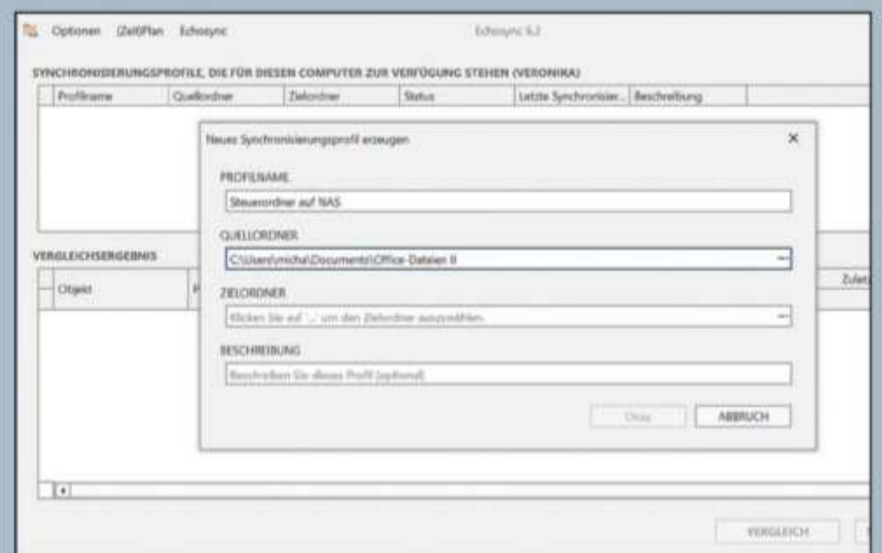 Optionen (Zeit)Plan Echosync Echosync 6.2
SYNCHRONISIERUNGSPROFILE, DIE FÜR DIESEN COMPUTER ZUR VERFÜGUNG STEHEN (VERONIKA)
Profilname Quellordner Zielordner Status Letzte Synchronisier... Beschreibung
Neues Synchronisierungsprofil erzeugen
PROFILNAME
Steuerordner auf NAS
QUELLORDNER
C:\Users\micha\Documents\Office-Dateien II ...
VERGLEICHSERGEBNIS
Objekt P Zuletz
ZIELORDNER
Klicken Sie auf '...' um den Zielordner auszuwählen. ...
BESCHREIBUNG
Beschreiben Sie dieses Profil (optional)
Okay ABBRUCH
VERGLEICH